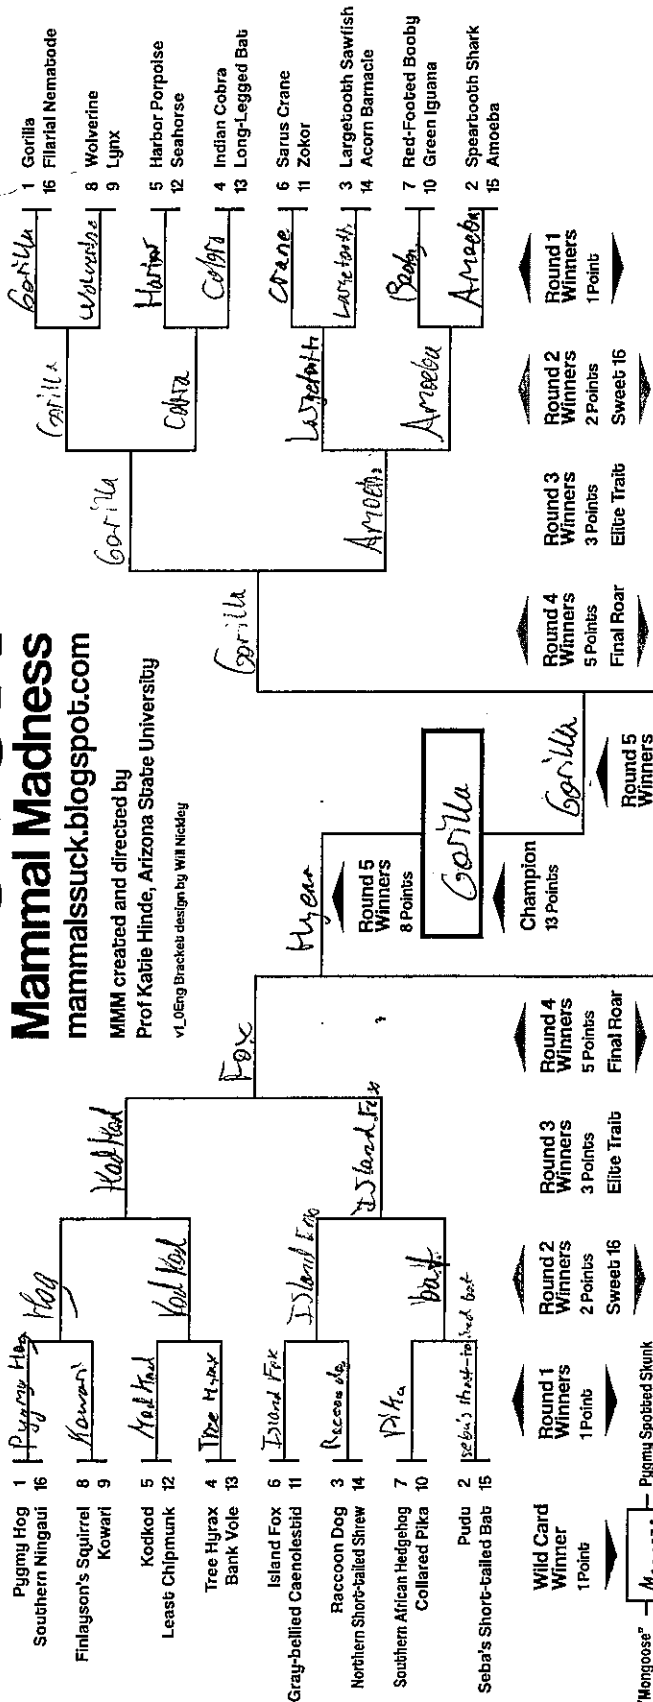 Mammal Madness
mammalssuck.blogspot.com
MMM created and directed by
Prof Katie Hinde, Arizona State University
v1_0Eng Bracket design by Will Nickley
1 Pygmy Hog
16 Southern Ningaui
8 Finlayson's Squirrel
9 Kowari
5 Kodkod
12 Least Chipmunk
4 Tree Hyrax
13 Bank Vole
6 Island Fox
11 Gray-bellied Caenolestid
3 Raccoon Dog
14 Northern Short-tailed Shrew
7 Southern African Hedgehog
10 Collared Pika
2 Pudu
15 Seba's Short-tailed Bat
Pygmy Hog
Kowari
Kod Kod
Tree Hyrax
Island Fox
Raccoon dog
Pika
seba's short-tailed bat
Hog
Kod Kod
Island Fox
bat
Kod Kod
Island Fox
Fox
Hyena
Round 5
Winners
8 Points
Gorilla
Champion
13 Points
Gorilla
Round 5
Winners
Gorilla
Gorilla
Amoeba
Gorilla
Cobra
Largetooth
Amoeba
Gorilla
Wolverine
Harbor
Cobra
Crane
Largetooth
Booby
Amoeba
1 Gorilla
16 Filarial Nematode
8 Wolverine
9 Lynx
5 Harbor Porpoise
12 Seahorse
4 Indian Cobra
13 Long-Legged Bat
6 Sarus Crane
11 Zokor
3 Largetooth Sawfish
14 Acorn Barnacle
7 Red-Footed Booby
10 Green Iguana
2 Speartooth Shark
15 Amoeba
Wild Card
Winner
1 Point
Round 1
Winners
1 Point
Round 2
Winners
2 Points
Sweet 16
Round 3
Winners
3 Points
Elite Trait
Round 4
Winners
5 Points
Final Roar
Round 4
Winners
5 Points
Final Roar
Round 3
Winners
3 Points
Elite Trait
Round 2
Winners
2 Points
Sweet 16
Round 1
Winners
1 Point
"Mongoose"
Pygmy Spotted Skunk